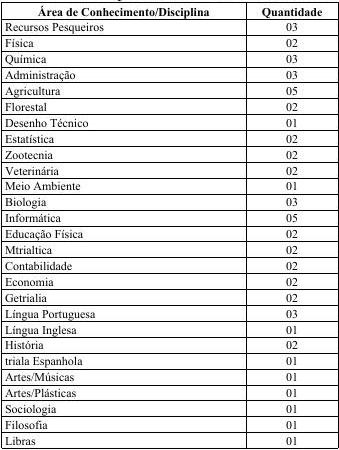 Área de Conhecimento/Disciplina Quantidade
Recursos Pesqueiros 03
Física 02
Química 03
Administração 03
Agricultura 05
Florestal 02
Desenho Técnico 01
Estatística 02
Zootecnia 02
Veterinária 02
Meio Ambiente 01
Biologia 03
Informática 05
Educação Física 02
Mtrialtica 02
Contabilidade 02
Economia 02
Getrialia 02
Língua Portuguesa 03
Língua Inglesa 01
História 02
triala Espanhola 01
Artes/Músicas 01
Artes/Plásticas 01
Sociologia 01
Filosofia 01
Libras 01